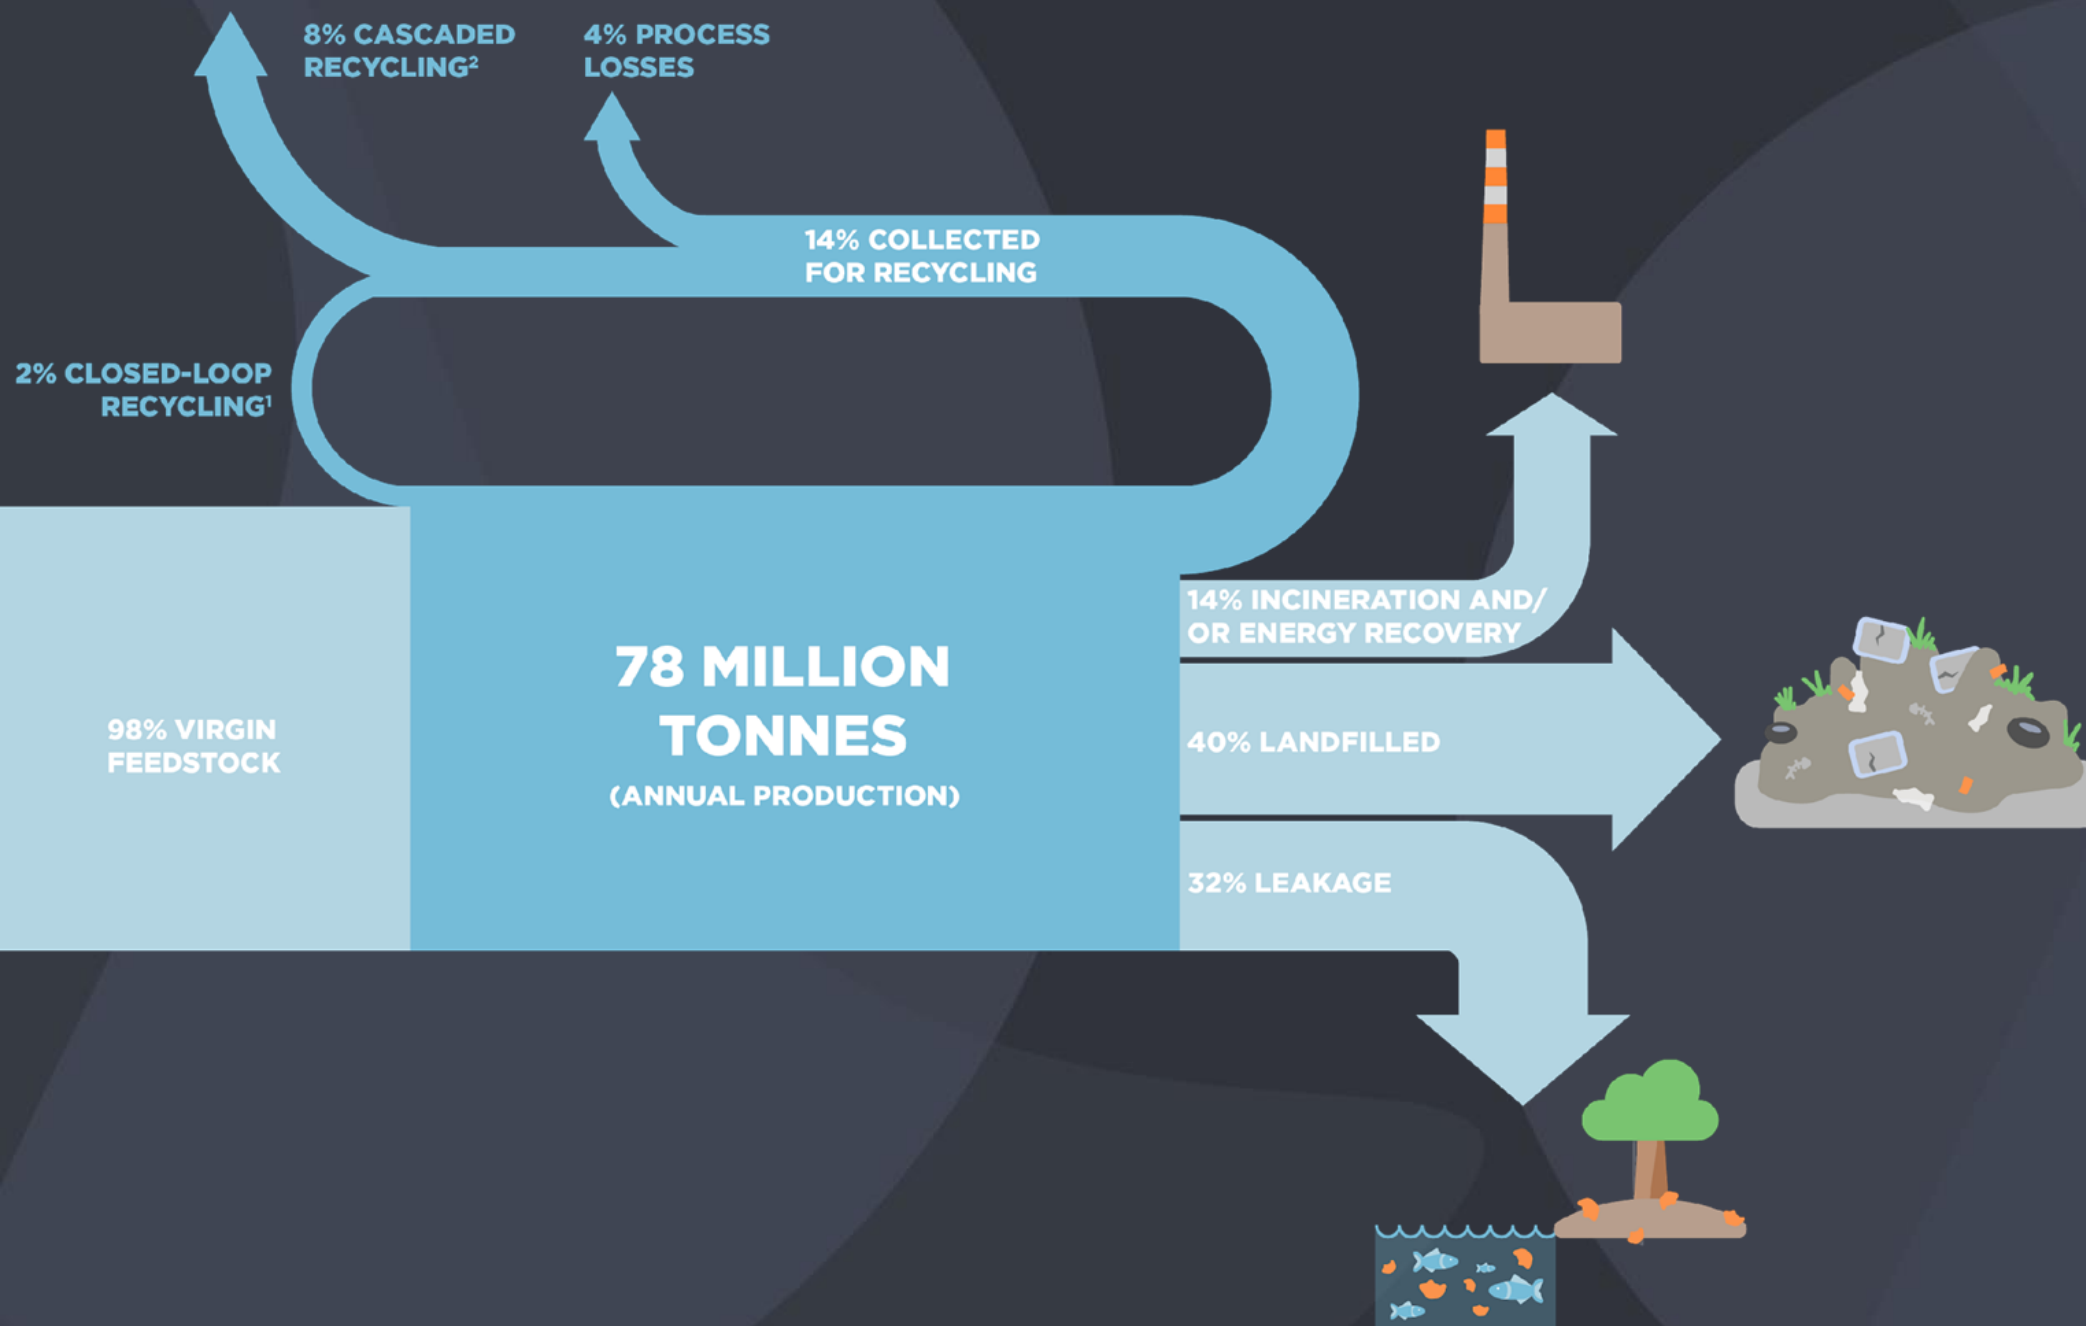 8% CASCADED
RECYCLING²
4% PROCESS
LOSSES
14% COLLECTED
FOR RECYCLING
2% CLOSED-LOOP
RECYCLING¹
14% INCINERATION AND/
OR ENERGY RECOVERY
78 MILLION
TONNES
(ANNUAL PRODUCTION)
98% VIRGIN
FEEDSTOCK
40% LANDFILLED
32% LEAKAGE